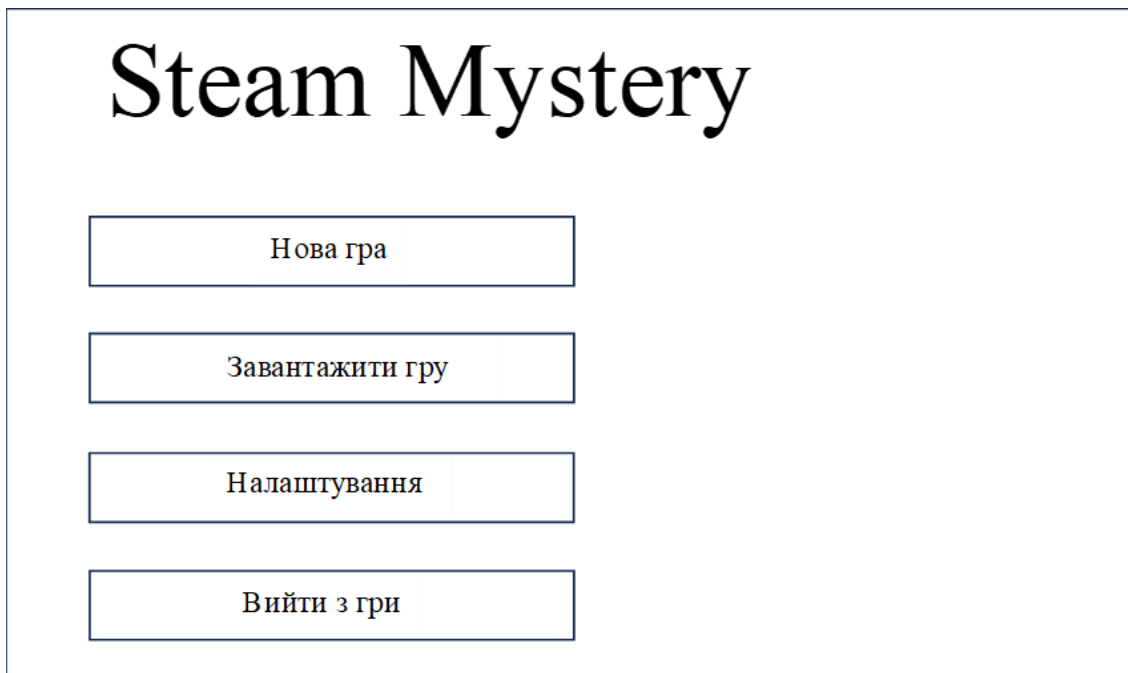 Steam Mystery
Нова гра
Завантажити гру
Налаштування
Вийти з гри